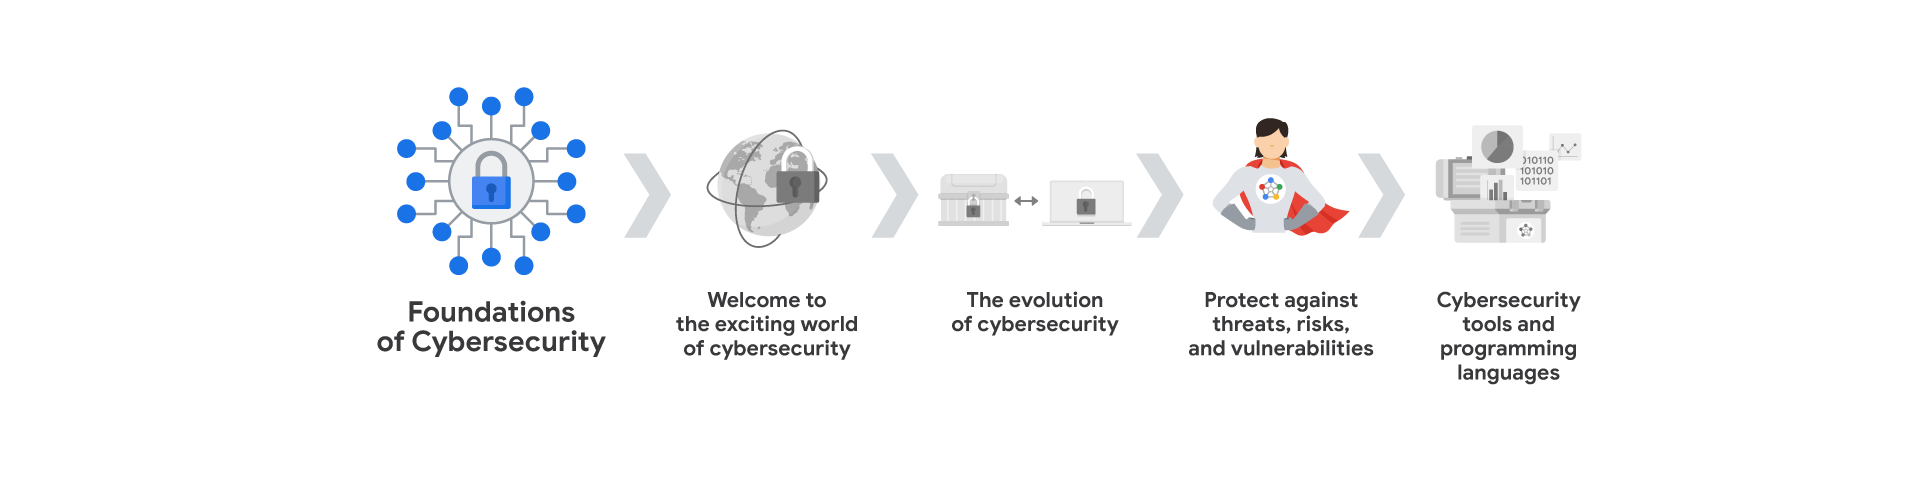 Foundations
of Cybersecurity
Welcome to
the exciting world
of cybersecurity
The evolution
of cybersecurity
Protect against
threats, risks,
and vulnerabilities
010110
101010
101101
Cybersecurity
tools and
programming
languages